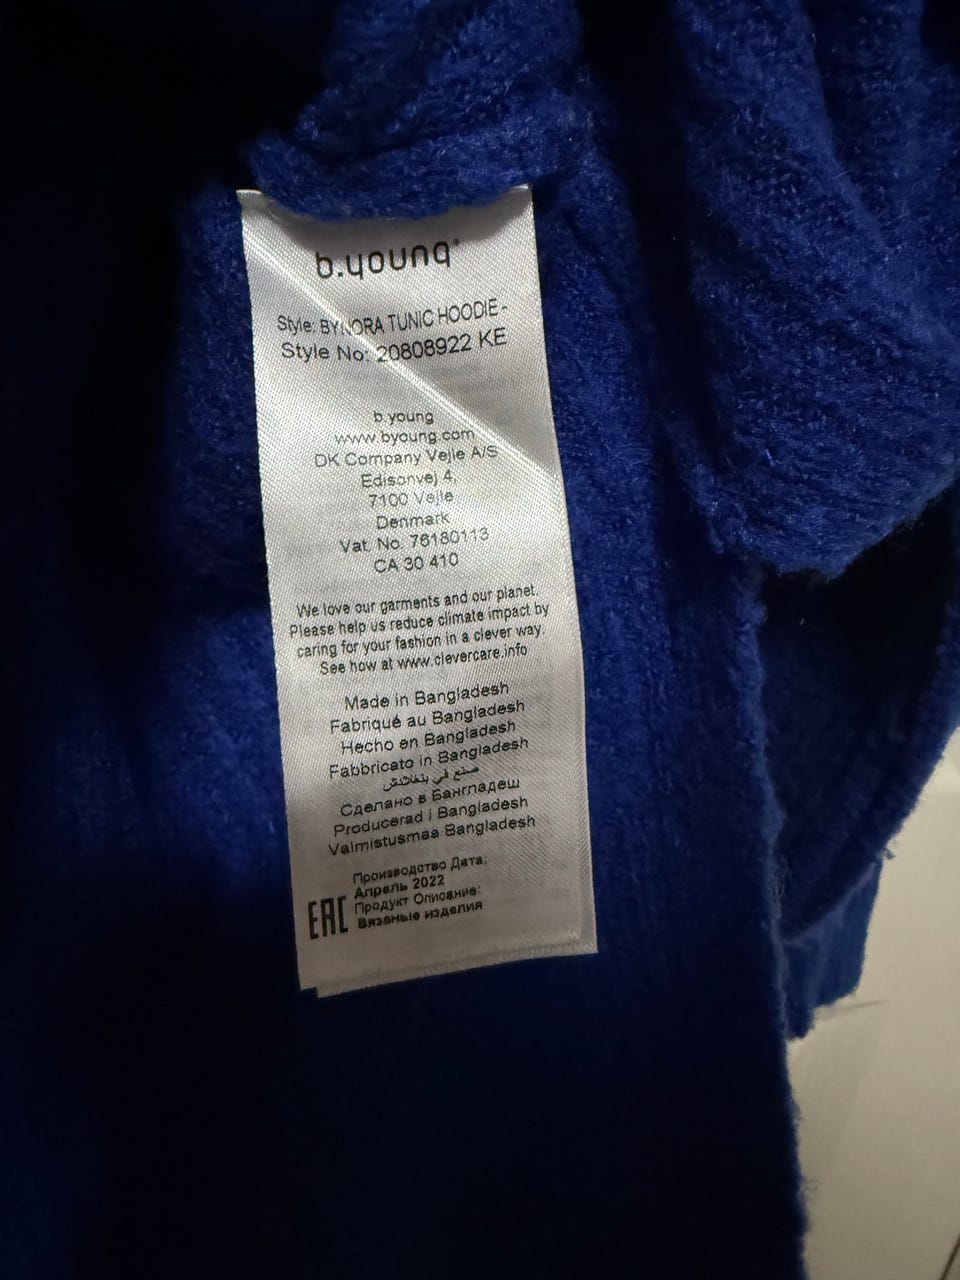 b.young®
Style: BYNORA TUNIC HOODIE -
Style No: 20808922 KE
b.young
www.byoung.com
DK Company Vejle A/S
Edisonvej 4,
7100 Vejle
Denmark
Vat. No. 76180113
CA 30 410
We love our garments and our planet.
Please help us reduce climate impact by
caring for your fashion in a clever way.
See how at www.clevercare.info
Made in Bangladesh
Fabriqué au Bangladesh
Hecho en Bangladesh
Fabbricato in Bangladesh
صنع في بنغلادش
Сделано в Бангладеш
Producerad i Bangladesh
Valmistusmaa Bangladesh
Производство Дата:
Апрель 2022
Продукт Описание:
Вязаные изделия
EAC